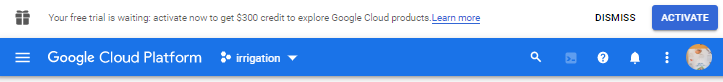 Your free trial is waiting: activate now to get $300 credit to explore Google Cloud products.Learn more DISMISS ACTIVATE
Google Cloud Platform irrigation